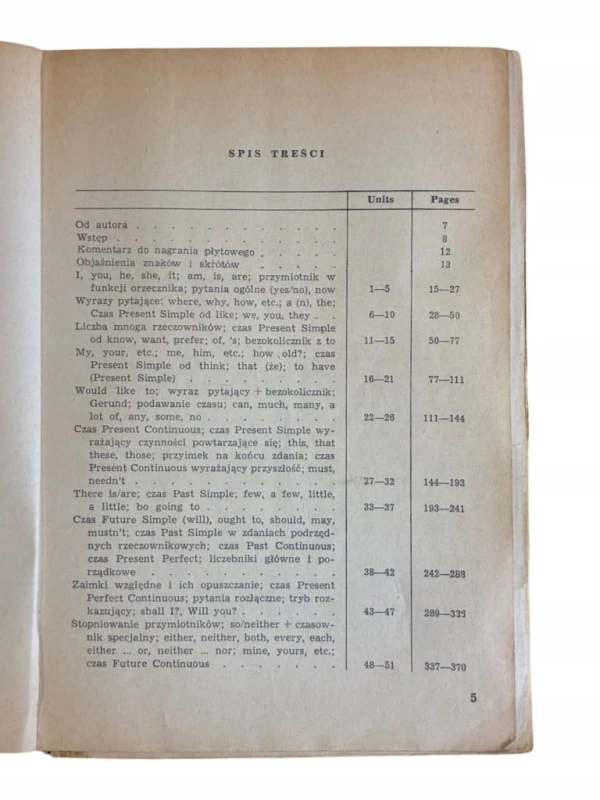 SPIS TREŚCI
Units Pages
Od autora . . . . . . . . . . . . 7
Wstęp . . . . . . . . . . . . . 8
Komentarz do nagrania płytowego . . . . . 12
Objaśnienia znaków i skrótów . . . . 13
I, you, he, she, it; am, is, are; przymiotnik w
funkcji orzecznika; pytania ogólne (yes/no), now 1—5 15—27
Wyrazy pytające: where, why, how, etc.; a (n), the;
Czas Present Simple od like; we, you, they . . 6—10 28—50
Liczba mnoga rzeczowników; czas Present Simple
od know, want, prefer; of, 's; bezokolicznik z to 11—15 50—77
My, your, etc.; me, him, etc.; how old?; czas
Present Simple od think; that (że); to have
(Present Simple) . . . . . . . . . 16—21 77—111
Would like to; wyraz pytający + bezokolicznik;
Gerund; podawanie czasu; can, much, many, a
lot of, any, some, no . . . . . . . . 22—26 111—144
Czas Present Continuous; czas Present Simple wy-
rażający czynności powtarzające się; this, that
these, those; przyimek na końcu zdania; czas
Present Continuous wyrażający przyszłość; must,
needn't . . . . . . . . . . . . 27—32 144—193
There is/are; czas Past Simple; few, a few, little,
a little; bo going to . . . . . . . . 33—37 193—241
Czas Future Simple (will), ought to, should, may,
mustn't; czas Past Simple w zdaniach podrzęd-
nych rzeczownikowych; czas Past Continuous;
czas Present Perfect; liczebniki główne i po-
rządkowe . . . . . . . . . . . 38—42 242—288
Zaimki względne i ich opuszczanie; czas Present
Perfect Continuous; pytania rozłączne; tryb roz-
kazujący; shall I?, Will you? . . . . . . 43—47 289—336
Stopniowanie przymiotników; so/neither + czasow-
nik specjalny; either, neither, both, every, each,
either ... or, neither ... nor; mine, yours, etc.;
czas Future Continuous . . . . . . . 48—51 337—370
5